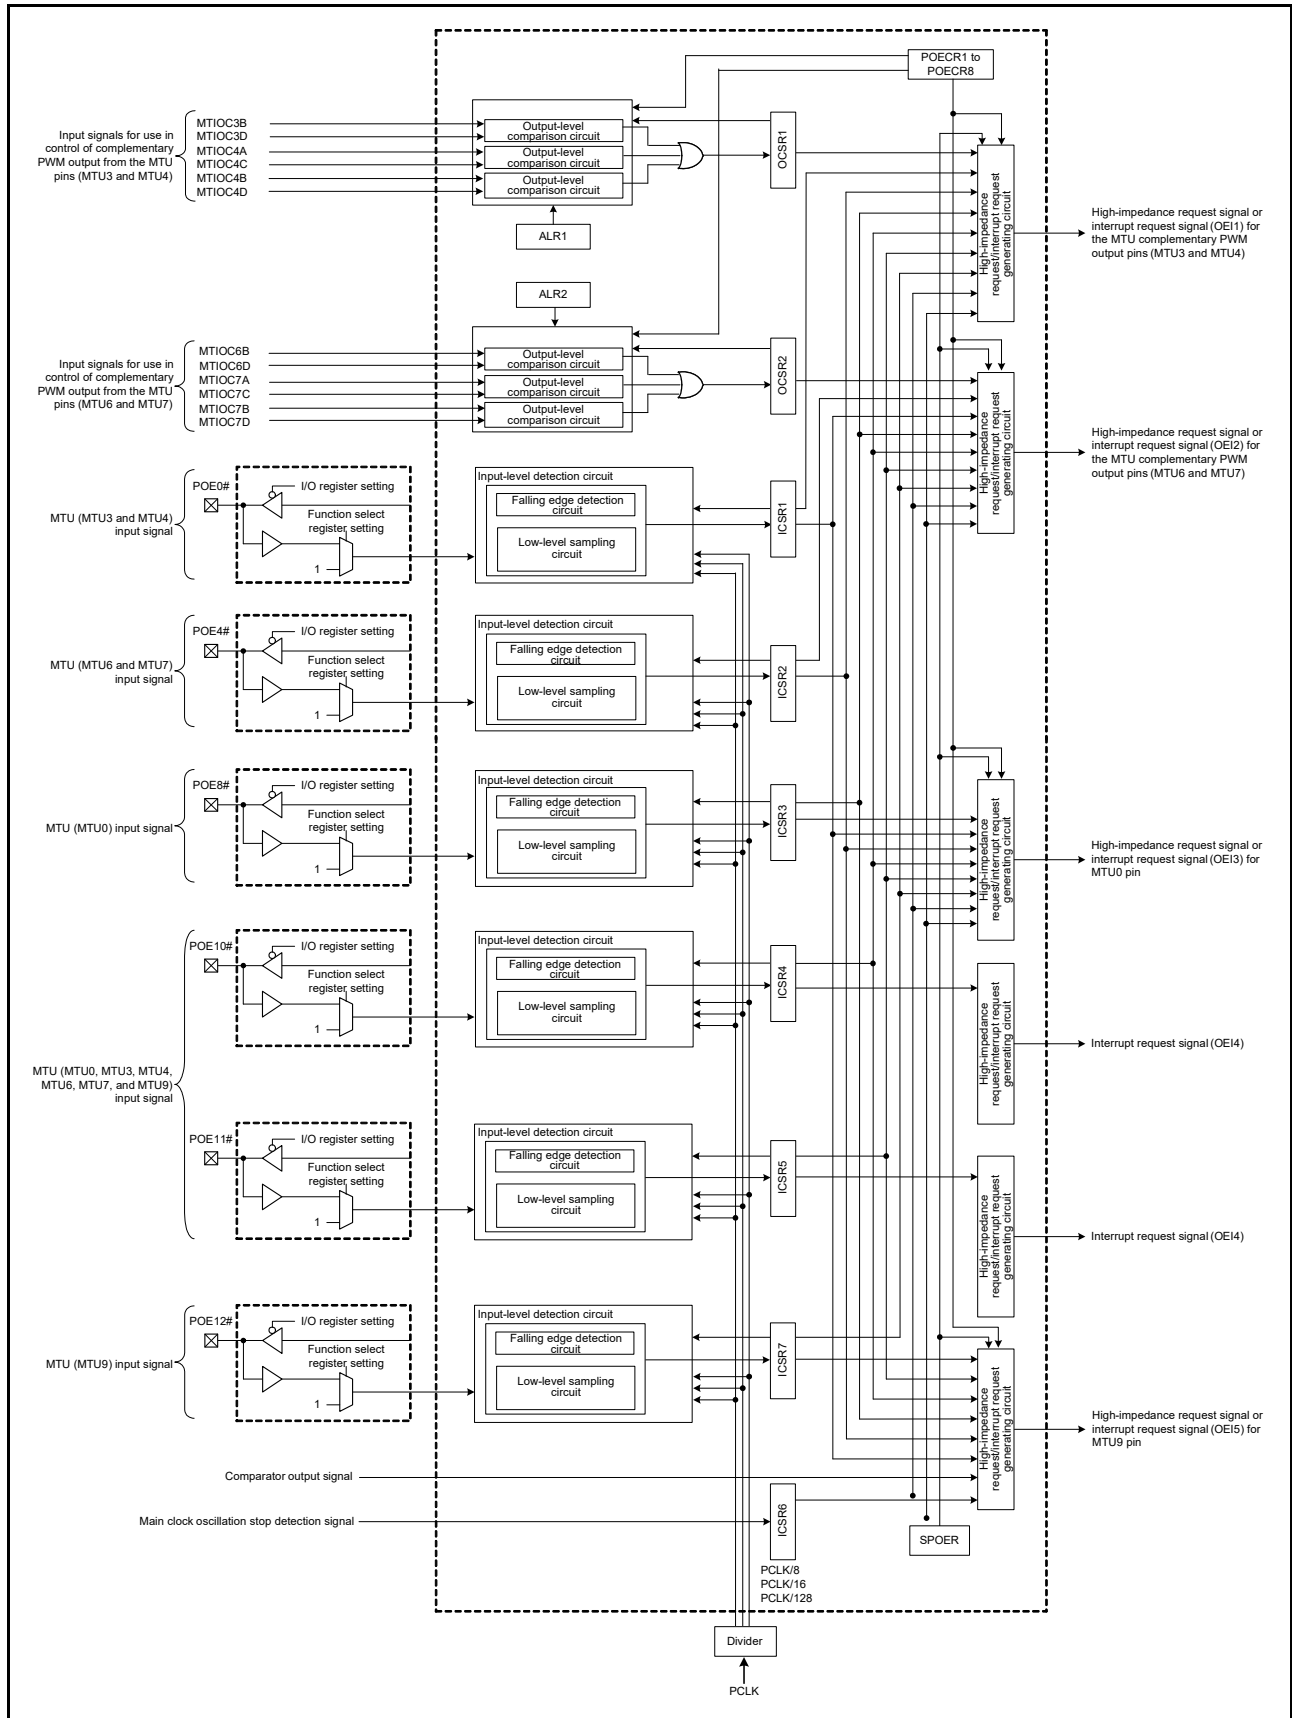 POECR1 to
POECR8
Input signals for use in
control of complementary
PWM output from the MTU
pins (MTU3 and MTU4)
MTIOC3B
MTIOC3D
MTIOC4A
MTIOC4C
MTIOC4B
MTIOC4D
Output-level
comparison circuit
Output-level
comparison circuit
Output-level
comparison circuit
OCSR1
ALR1
High-impedance
request/interrupt request
generating circuit
High-impedance request signal or
interrupt request signal (OEI1) for
the MTU complementary PWM
output pins (MTU3 and MTU4)
ALR2
Input signals for use in
control of complementary
PWM output from the MTU
pins (MTU6 and MTU7)
MTIOC6B
MTIOC6D
MTIOC7A
MTIOC7C
MTIOC7B
MTIOC7D
Output-level
comparison circuit
Output-level
comparison circuit
Output-level
comparison circuit
OCSR2
High-impedance
request/interrupt request
generating circuit
High-impedance request signal or
interrupt request signal (OEI2) for
the MTU complementary PWM
output pins (MTU6 and MTU7)
MTU (MTU3 and MTU4)
input signal
POE0#
I/O register setting
Function select
register setting
1
Input-level detection circuit
Falling edge detection
circuit
Low-level sampling
circuit
ICSR1
MTU (MTU6 and MTU7)
input signal
POE4#
I/O register setting
Function select
register setting
1
Input-level detection circuit
Falling edge detection
circuit
Low-level sampling
circuit
ICSR2
MTU (MTU0) input signal
POE8#
I/O register setting
Function select
register setting
1
Input-level detection circuit
Falling edge detection
circuit
Low-level sampling
circuit
ICSR3
High-impedance
request/interrupt request
generating circuit
High-impedance request signal or
interrupt request signal (OEI3) for
MTU0 pin
MTU (MTU0, MTU3, MTU4,
MTU6, MTU7, and MTU9)
input signal
POE10#
I/O register setting
Function select
register setting
1
Input-level detection circuit
Falling edge detection
circuit
Low-level sampling
circuit
ICSR4
High-impedance
request/interrupt request
generating circuit
Interrupt request signal (OEI4)
POE11#
I/O register setting
Function select
register setting
1
Input-level detection circuit
Falling edge detection
circuit
Low-level sampling
circuit
ICSR5
High-impedance
request/interrupt request
generating circuit
Interrupt request signal (OEI4)
MTU (MTU9) input signal
POE12#
I/O register setting
Function select
register setting
1
Input-level detection circuit
Falling edge detection
circuit
Low-level sampling
circuit
ICSR7
High-impedance
request/interrupt request
generating circuit
High-impedance request signal or
interrupt request signal (OEI5) for
MTU9 pin
Comparator output signal
Main clock oscillation stop detection signal
ICSR6
SPOER
PCLK/8
PCLK/16
PCLK/128
Divider
PCLK